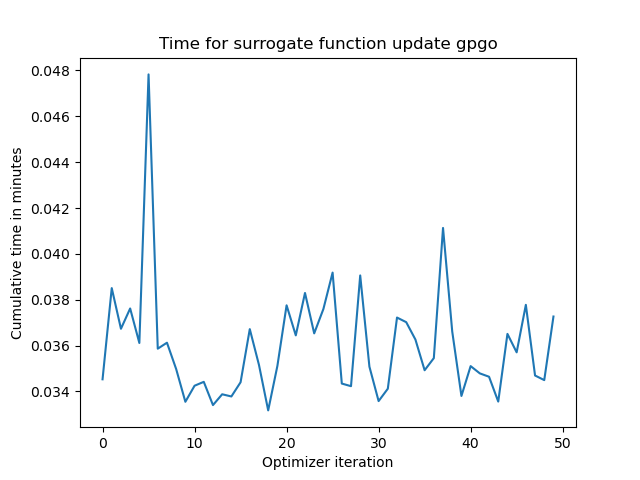 Time for surrogate function update gpgo
0.048
0.046
0.044
0.042
0.040
0.038
0.036
0.034
Cumulative time in minutes
0 10 20 30 40 50
Optimizer iteration